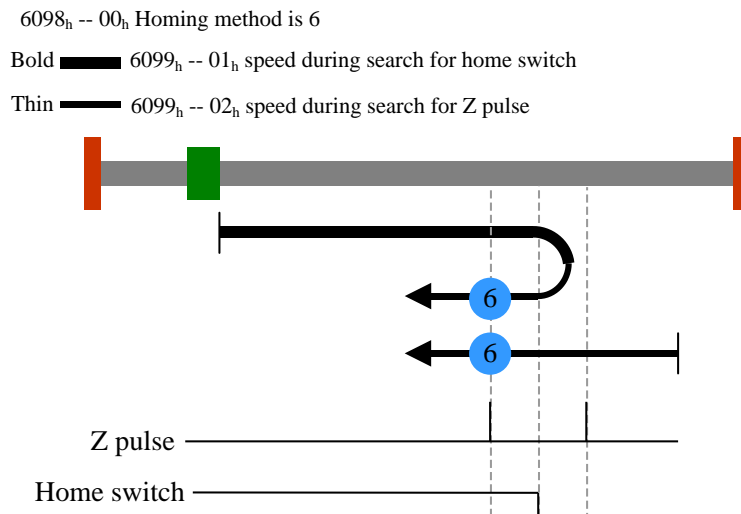 6098h -- 00h Homing method is 6
Bold 6099h -- 01h speed during search for home switch
Thin 6099h -- 02h speed during search for Z pulse
6
6
Z pulse
Home switch